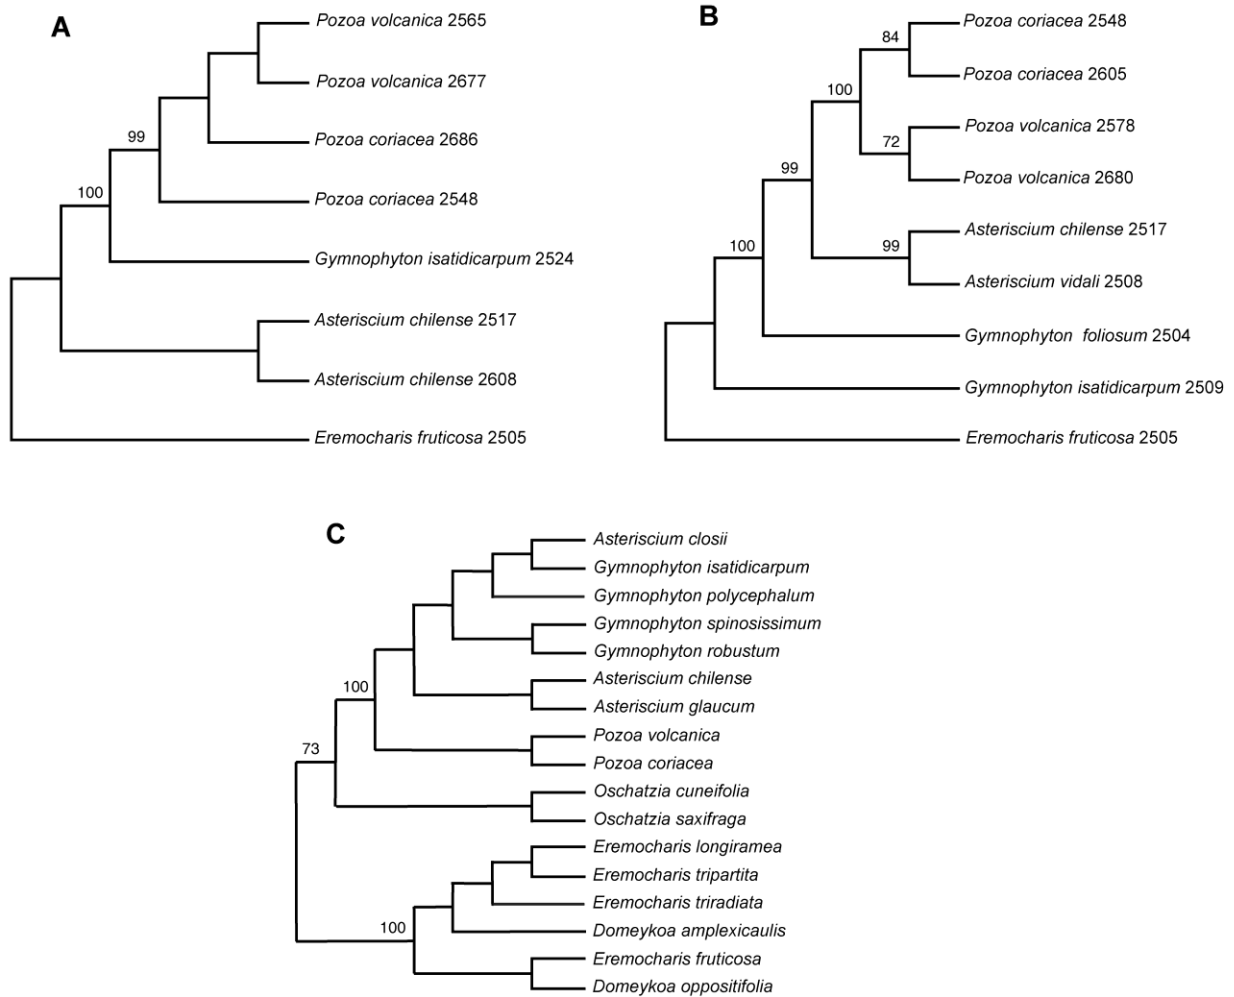 A
Pozoa volcanica 2565
Pozoa volcanica 2677
99
Pozoa coriacea 2686
100
Pozoa coriacea 2548
Gymnophyton isatidicarpum 2524
Asteriscium chilense 2517
Asteriscium chilense 2608
Eremocharis fruticosa 2505
B
Pozoa coriacea 2548
84
Pozoa coriacea 2605
100
Pozoa volcanica 2578
72
99
Pozoa volcanica 2680
Asteriscium chilense 2517
100
99
Asteriscium vidali 2508
Gymnophyton foliosum 2504
Gymnophyton isatidicarpum 2509
Eremocharis fruticosa 2505
C
Asteriscium closii
Gymnophyton isatidicarpum
Gymnophyton polycephalum
Gymnophyton spinosissimum
Gymnophyton robustum
Asteriscium chilense
100
Asteriscium glaucum
Pozoa volcanica
73
Pozoa coriacea
Oschatzia cuneifolia
Oschatzia saxifraga
Eremocharis longiramea
Eremocharis tripartita
Eremocharis triradiata
100
Domeykoa amplexicaulis
Eremocharis fruticosa
Domeykoa oppositifolia